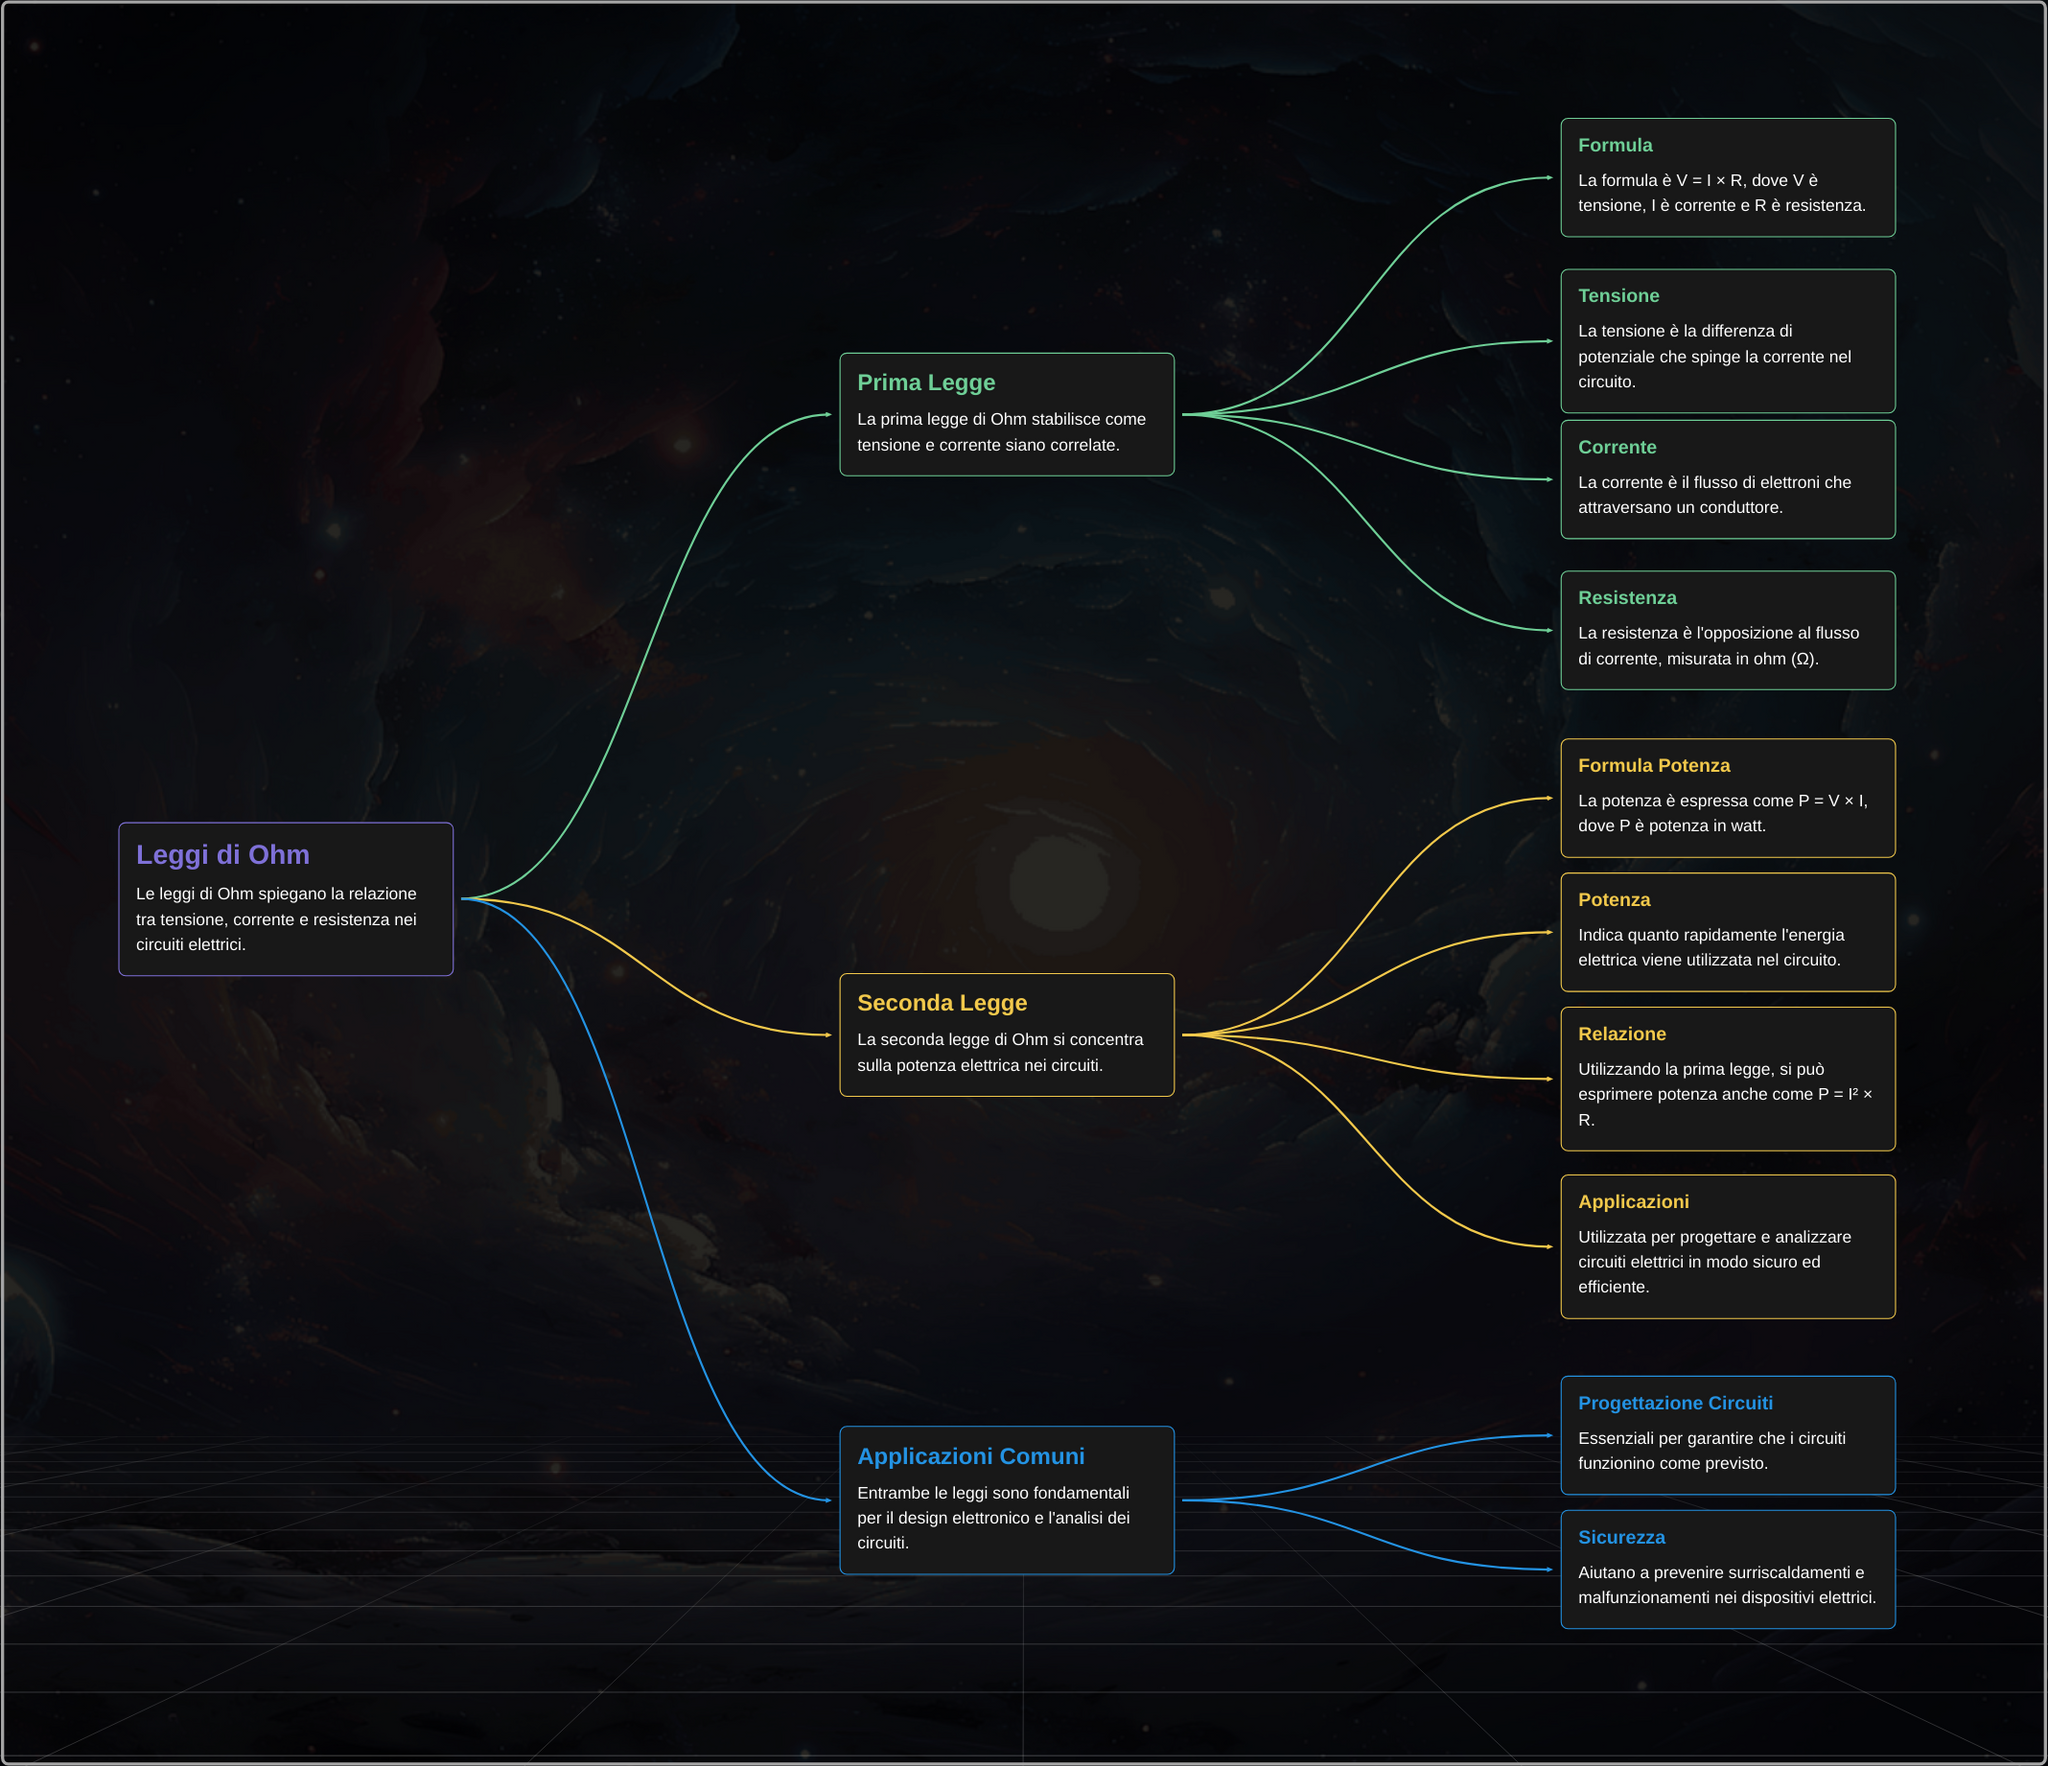 Leggi di Ohm
Le leggi di Ohm spiegano la relazione
tra tensione, corrente e resistenza nei
circuiti elettrici.
Prima Legge
La prima legge di Ohm stabilisce come
tensione e corrente siano correlate.
Formula
La formula è V = I × R, dove V è
tensione, I è corrente e R è resistenza.
Tensione
La tensione è la differenza di
potenziale che spinge la corrente nel
circuito.
Corrente
La corrente è il flusso di elettroni che
attraversano un conduttore.
Resistenza
La resistenza è l'opposizione al flusso
di corrente, misurata in ohm (Ω).
Seconda Legge
La seconda legge di Ohm si concentra
sulla potenza elettrica nei circuiti.
Formula Potenza
La potenza è espressa come P = V × I,
dove P è potenza in watt.
Potenza
Indica quanto rapidamente l'energia
elettrica viene utilizzata nel circuito.
Relazione
Utilizzando la prima legge, si può
esprimere potenza anche come P = I² ×
R.
Applicazioni
Utilizzata per progettare e analizzare
circuiti elettrici in modo sicuro ed
efficiente.
Applicazioni Comuni
Entrambe le leggi sono fondamentali
per il design elettronico e l'analisi dei
circuiti.
Progettazione Circuiti
Essenziali per garantire che i circuiti
funzionino come previsto.
Sicurezza
Aiutano a prevenire surriscaldamenti e
malfunzionamenti nei dispositivi elettrici.